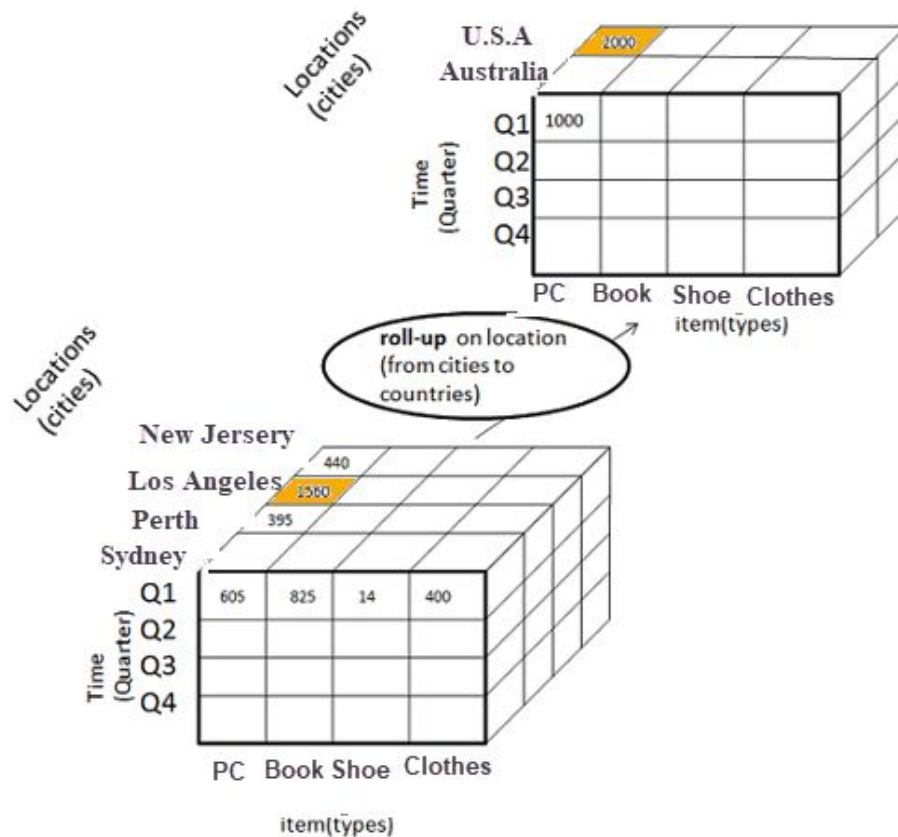 Locations
(cities)
U.S.A
Australia
2000
Time
(Quarter)
Q1
Q2
Q3
Q4
1000
PC Book Shoe Clothes
item(types)
roll-up on location
(from cities to
countries)
Locations
(cities)
New Jersery
Los Angeles
Perth
Sydney
440
1560
395
Time
(Quarter)
Q1
Q2
Q3
Q4
605 825 14 400
PC Book Shoe Clothes
item(types)